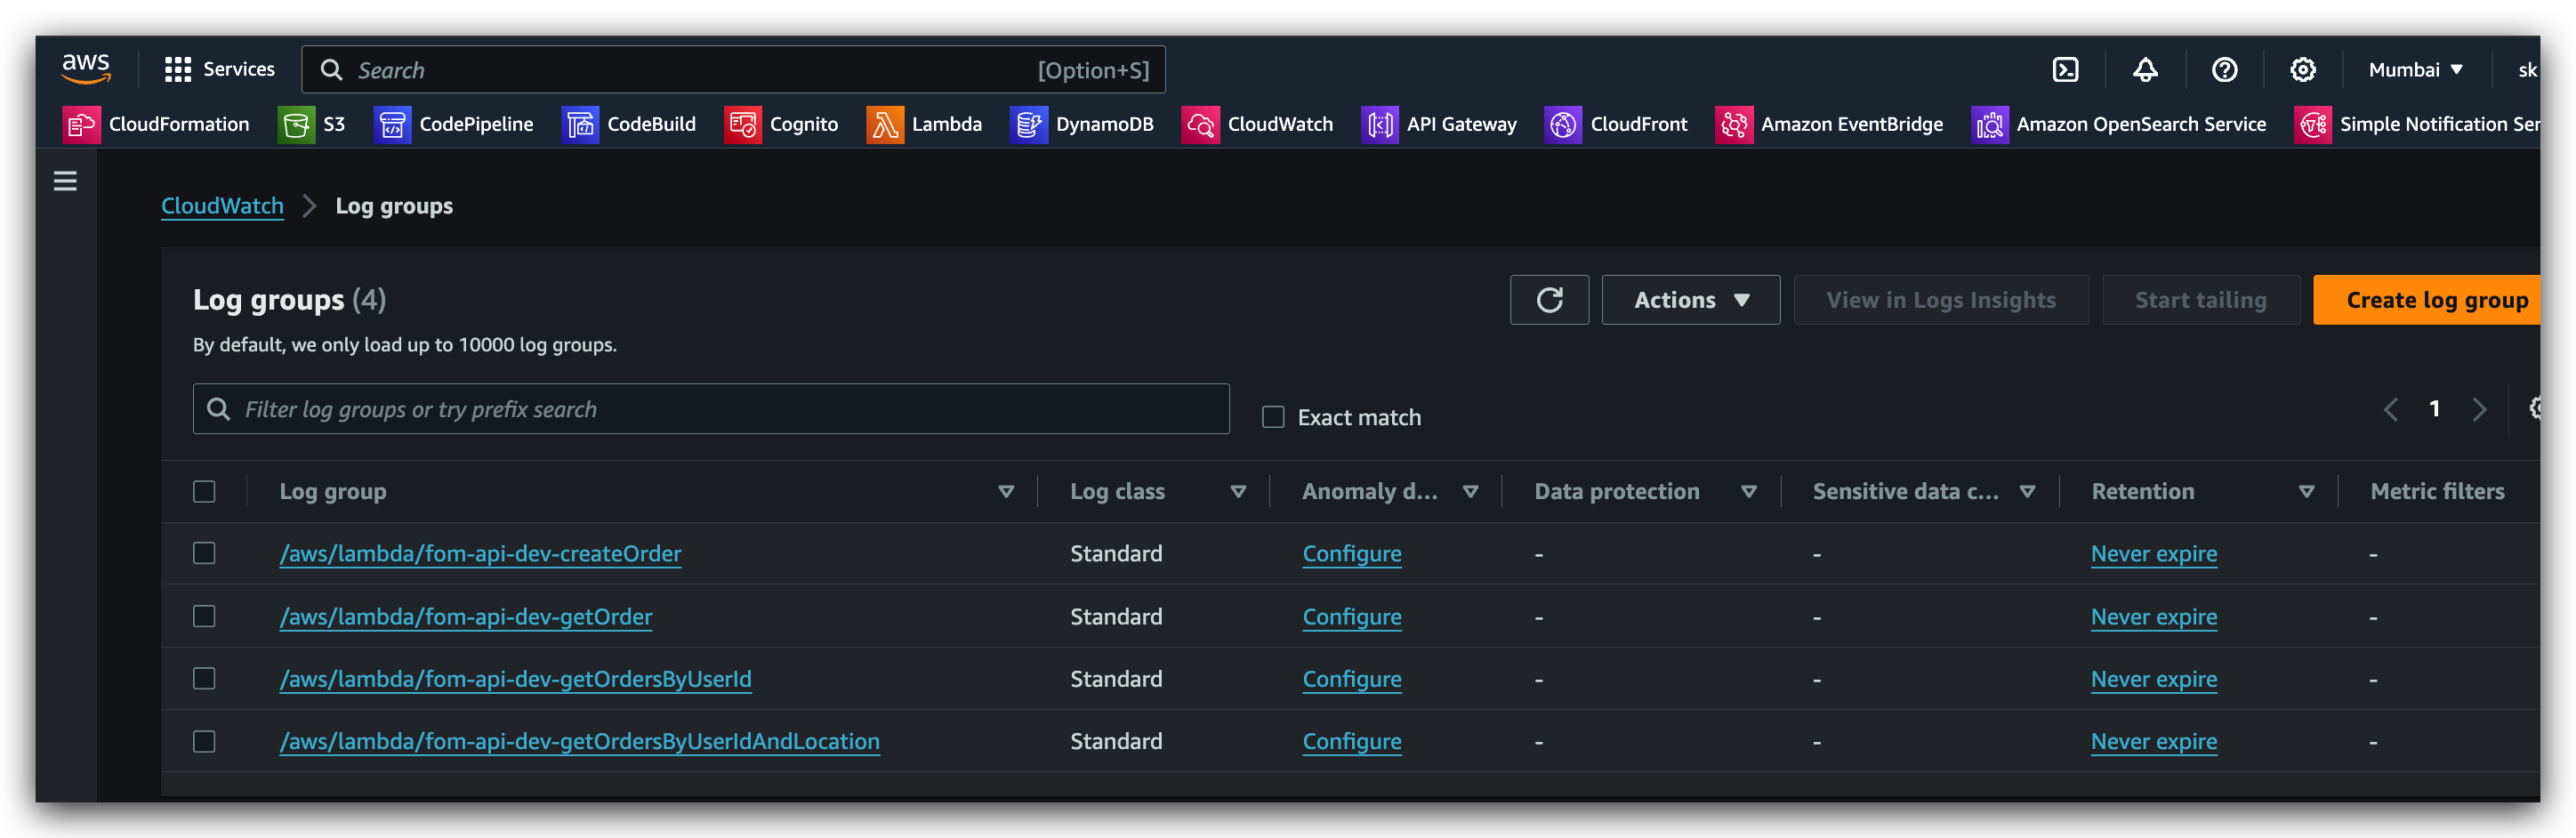 aws Services Search [Option+S] Mumbai sk
CloudFormation S3 CodePipeline CodeBuild Cognito Lambda DynamoDB CloudWatch API Gateway CloudFront Amazon EventBridge Amazon OpenSearch Service Simple Notification Ser
CloudWatch Log groups
Log groups (4) Actions View in Logs Insights Start tailing Create log group
By default, we only load up to 10000 log groups.
Filter log groups or try prefix search Exact match 1
Log group Log class Anomaly d... Data protection Sensitive data c... Retention Metric filters
/aws/lambda/fom-api-dev-createOrder Standard Configure - - Never expire -
/aws/lambda/fom-api-dev-getOrder Standard Configure - - Never expire -
/aws/lambda/fom-api-dev-getOrdersByUserId Standard Configure - - Never expire -
/aws/lambda/fom-api-dev-getOrdersByUserIdAndLocation Standard Configure - - Never expire -